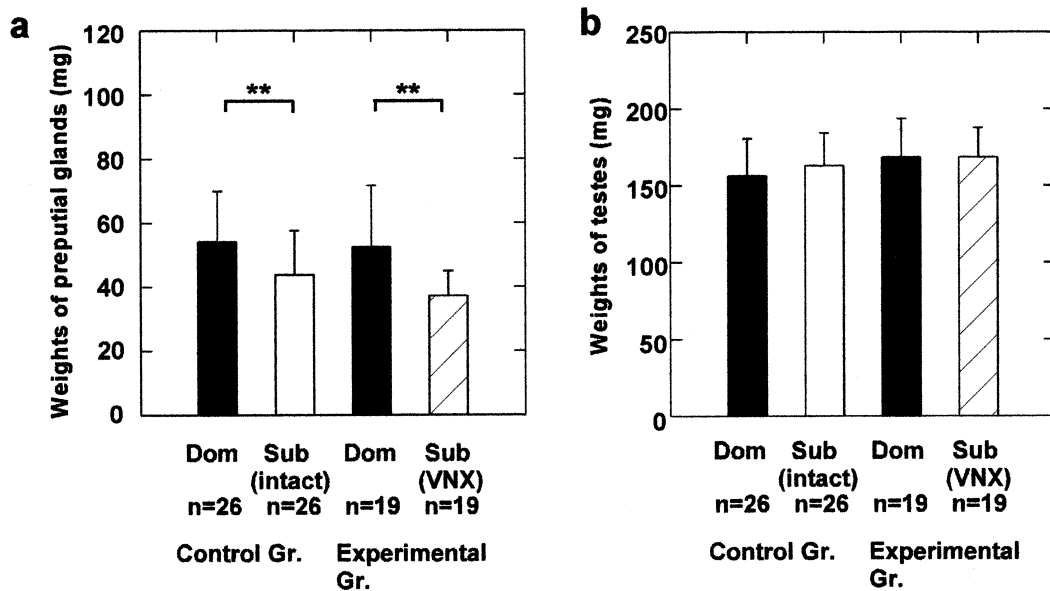 a
Weights of preputial glands (mg)
120
100
80
60
40
20
0
**
**
Dom Sub (intact) Dom Sub (VNX)
n=26 n=26 n=19 n=19
Control Gr. Experimental Gr.
b
Weights of testes (mg)
250
200
150
100
50
0
Dom Sub (intact) Dom Sub (VNX)
n=26 n=26 n=19 n=19
Control Gr. Experimental Gr.